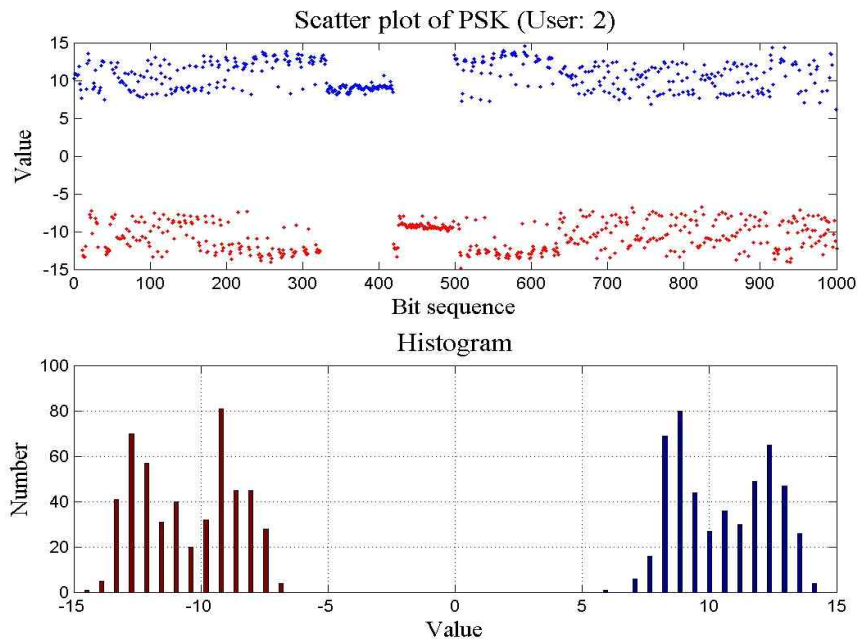 Scatter plot of PSK (User: 2)
15
10
5
0
-5
-10
-15
Value
0 100 200 300 400 500 600 700 800 900 1000
Bit sequence
Histogram
100
80
60
40
20
0
Number
-15 -10 -5 0 5 10 15
Value